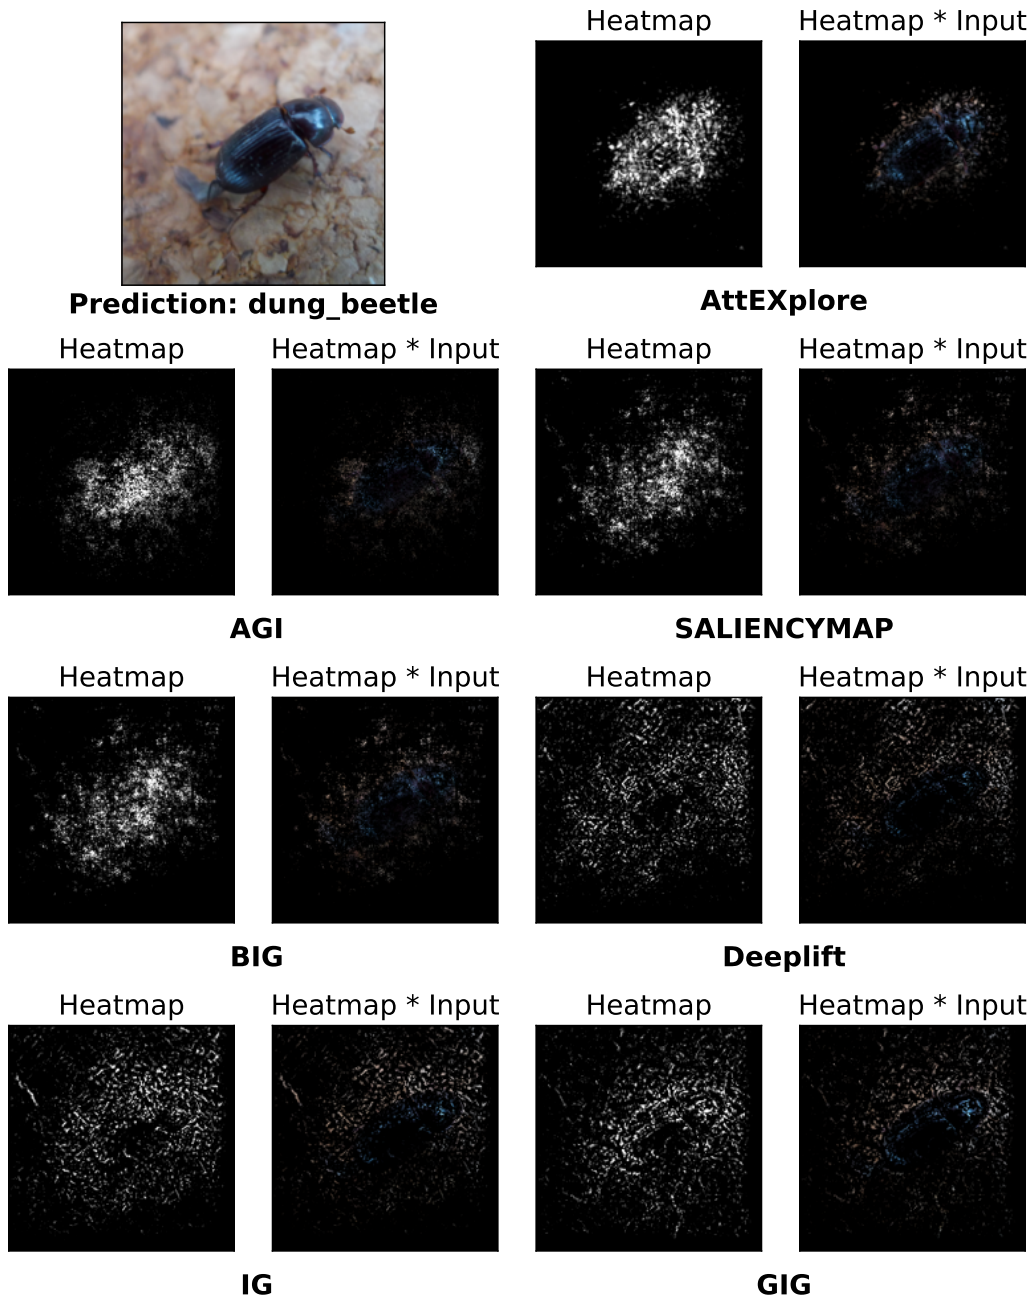 Heatmap
Heatmap * Input
Prediction: dung_beetle
AttEXplore
Heatmap
Heatmap * Input
Heatmap
Heatmap * Input
AGI
SALIENCYMAP
Heatmap
Heatmap * Input
Heatmap
Heatmap * Input
BIG
Deeplift
Heatmap
Heatmap * Input
Heatmap
Heatmap * Input
IG
GIG